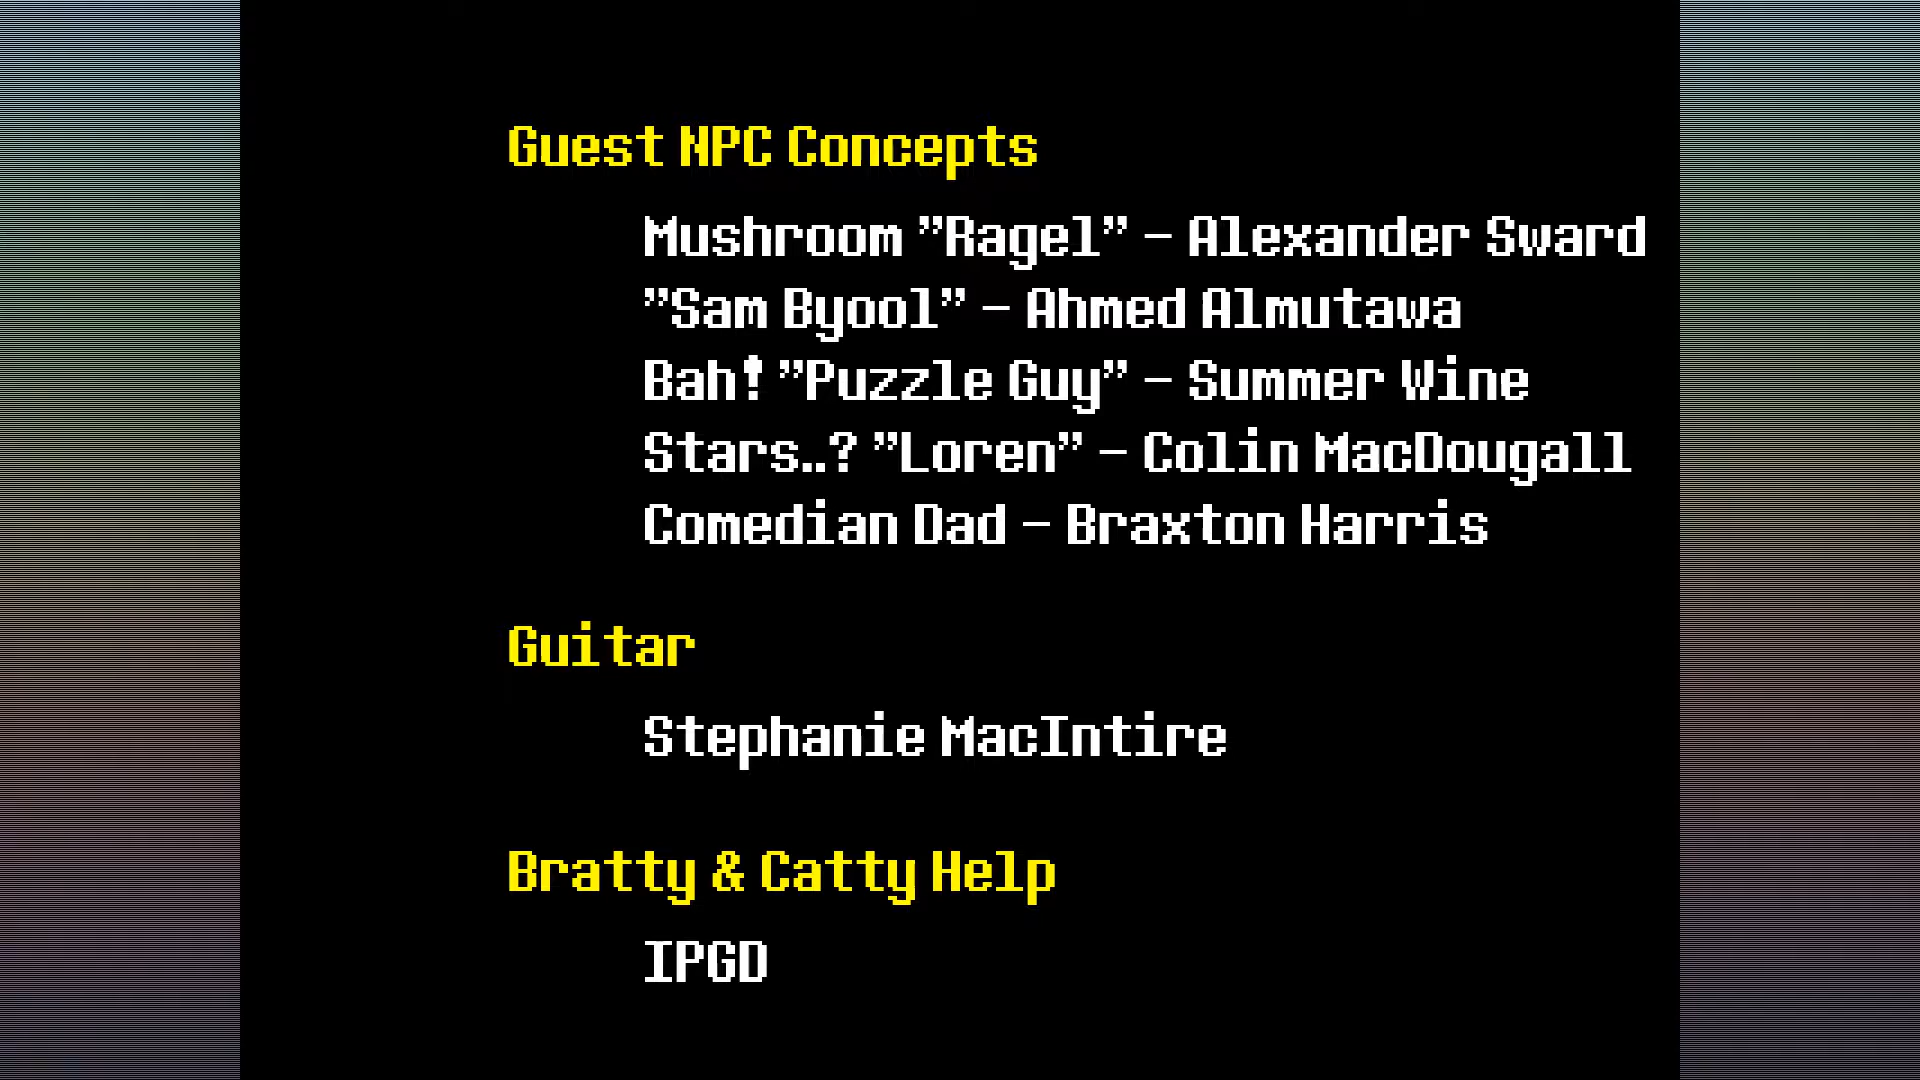 Guest NPC Concepts
Mushroom "Ragel" - Alexander Sward
"Sam Byool" - Ahmed Almutawa
Bah! "Puzzle Guy" - Summer Wine
Stars..? "Loren" - Colin MacDougall
Comedian Dad - Braxton Harris
Guitar
Stephanie MacIntire
Bratty & Catty Help
IPGD